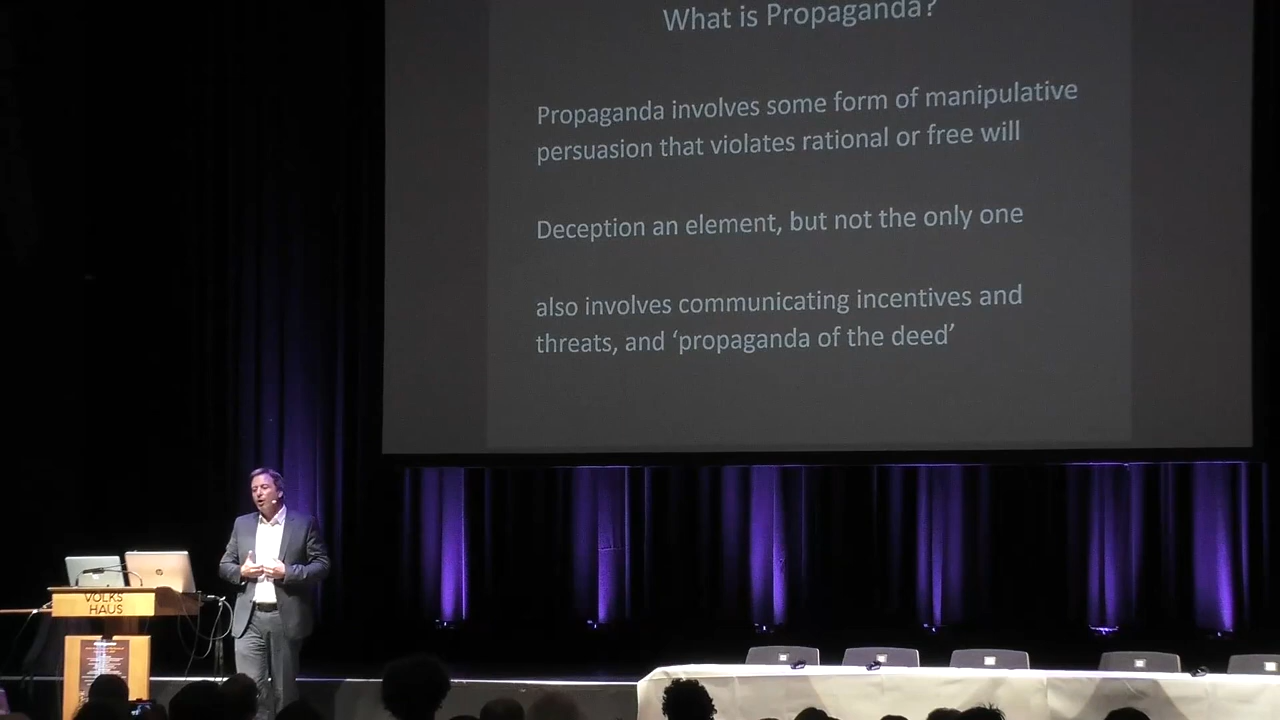 What is Propaganda?
Propaganda involves some form of manipulative
persuasion that violates rational or free will
Deception an element, but not the only one
also involves communicating incentives and
threats, and ‘propaganda of the deed’
hp
VOLKS
HAUS